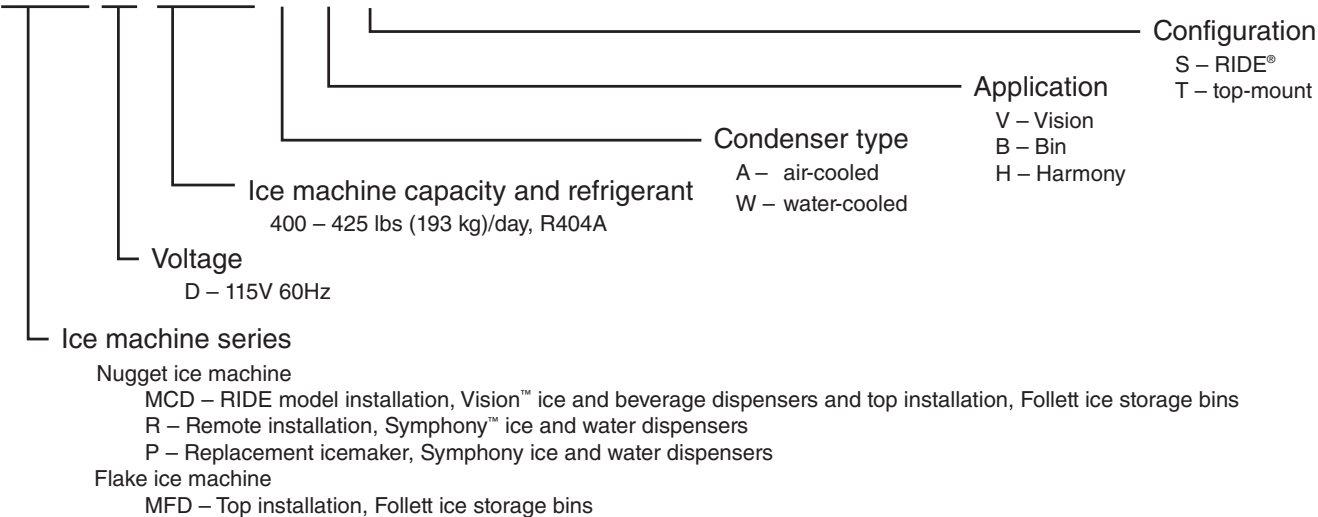 Configuration
S – RIDE®
T – top-mount
Application
V – Vision
B – Bin
H – Harmony
Condenser type
A – air-cooled
W – water-cooled
Ice machine capacity and refrigerant
400 – 425 lbs (193 kg)/day, R404A
Voltage
D – 115V 60Hz
Ice machine series
Nugget ice machine
MCD – RIDE model installation, Vision™ ice and beverage dispensers and top installation, Follett ice storage bins
R – Remote installation, Symphony™ ice and water dispensers
P – Replacement icemaker, Symphony ice and water dispensers
Flake ice machine
MFD – Top installation, Follett ice storage bins